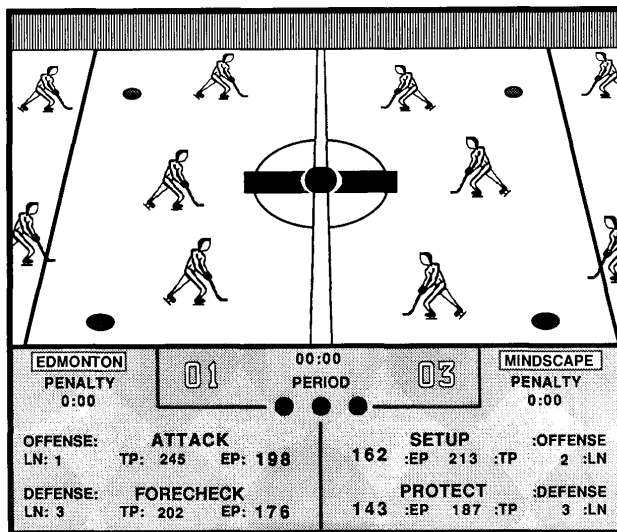 EDMONTON 01 00:00 03 MINDSCAPE
PENALTY PERIOD PENALTY
0:00 0:00
OFFENSE: ATTACK SETUP :OFFENSE
LN: 1 TP: 245 EP: 198 162 :EP 213 :TP 2 :LN
DEFENSE: FORECHECK PROTECT :DEFENSE
LN: 3 TP: 202 EP: 176 143 :EP 187 :TP 3 :LN